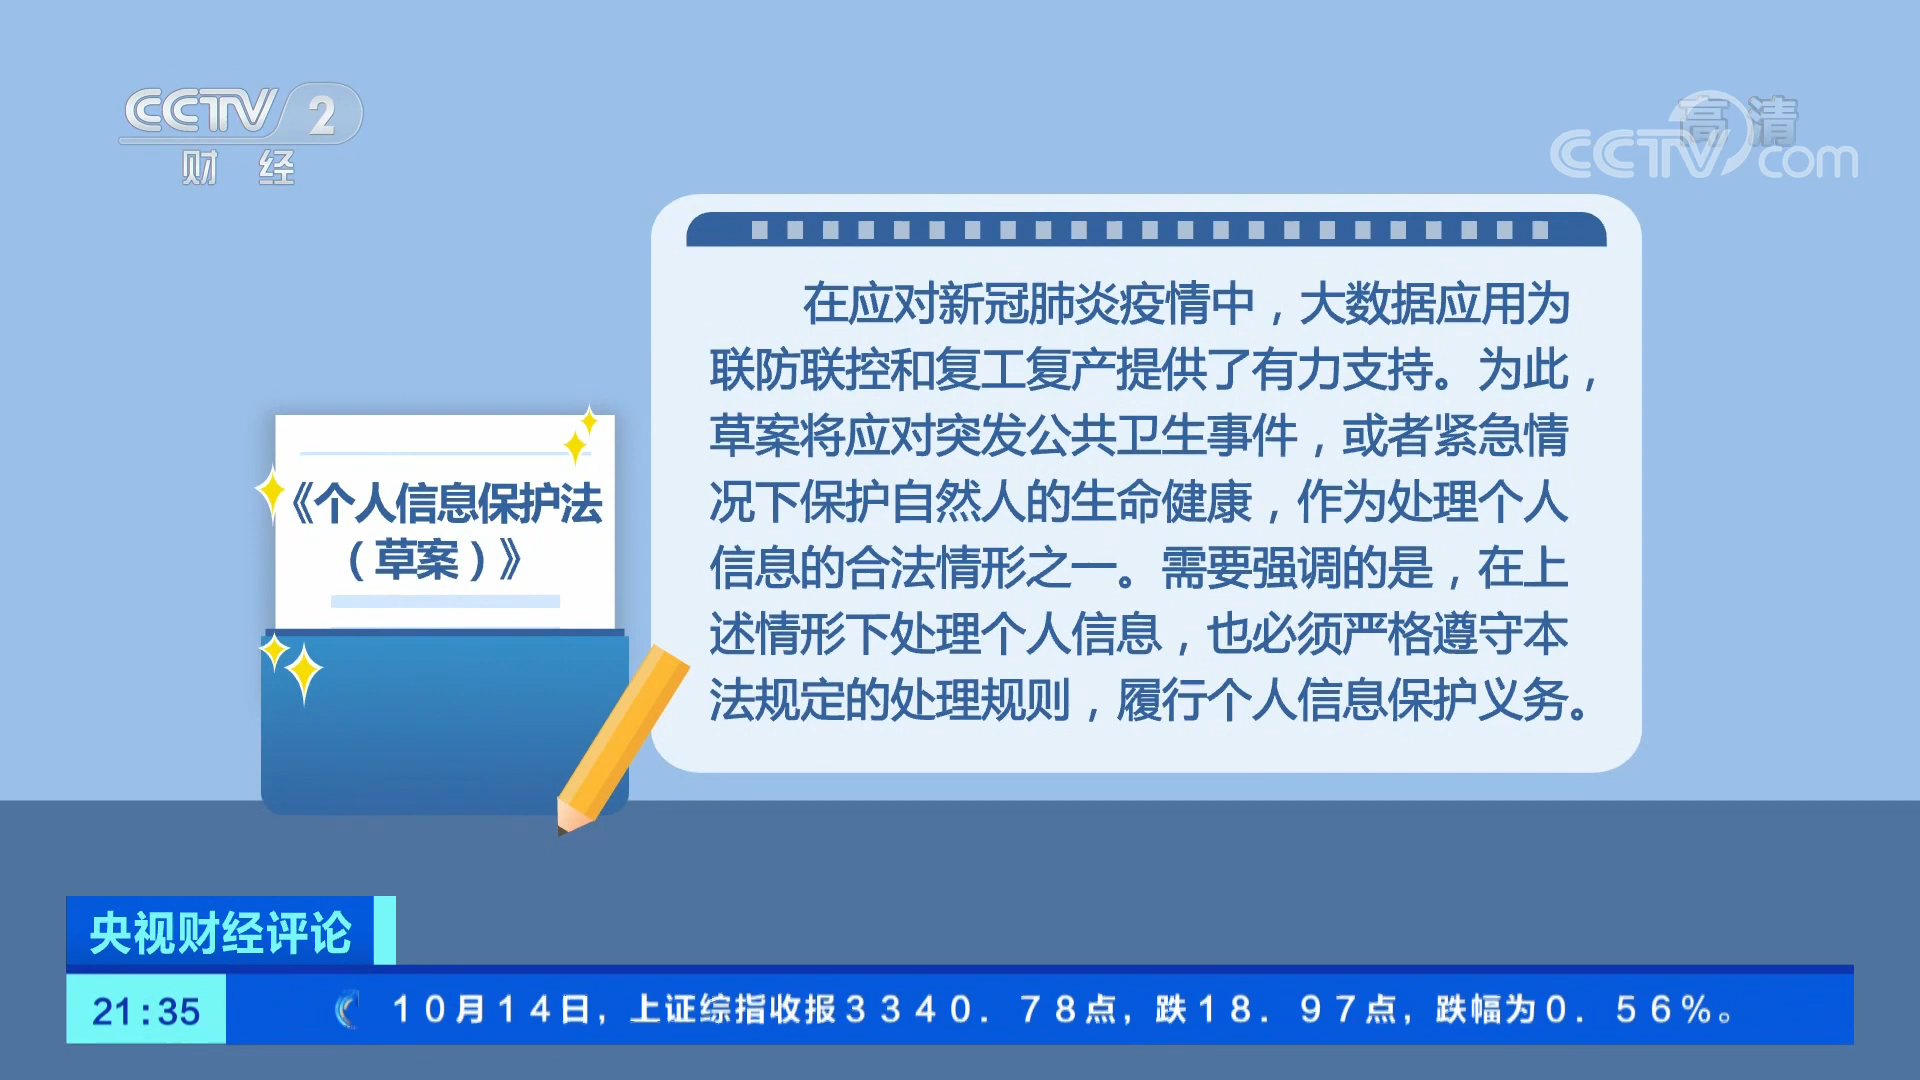 CCTV 2
财 经
高清
CCTV.com
在应对新冠肺炎疫情中，大数据应用为
联防联控和复工复产提供了有力支持。为此，
草案将应对突发公共卫生事件，或者紧急情
况下保护自然人的生命健康，作为处理个人
信息的合法情形之一。需要强调的是，在上
述情形下处理个人信息，也必须严格遵守本
法规定的处理规则，履行个人信息保护义务。
《个人信息保护法
（草案）》
央视财经评论
21:35
10月14日，上证综指收报3340．78点，跌18．97点，跌幅为0．56%。